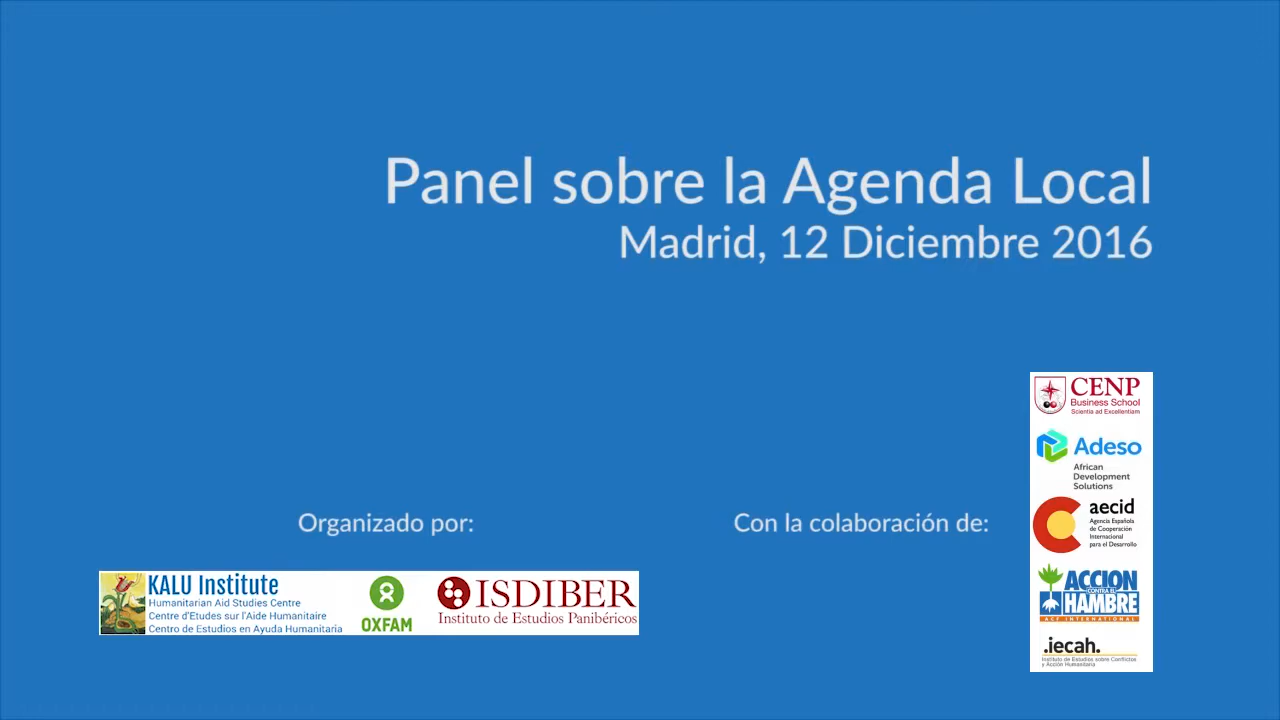 Panel sobre la Agenda Local
Madrid, 12 Diciembre 2016
Organizado por:
KALU Institute
Humanitarian Aid Studies Centre
Centre d'Etudes sur l'Aide Humanitaire
Centro de Estudios en Ayuda Humanitaria
OXFAM
ISDIBER
Instituto de Estudios Panibéricos
Con la colaboración de:
CENP
Business School
Scientia ad Excellentiam
Adeso
African
Development
Solutions
aecid
Agencia Española
de Cooperación
Internacional
para el Desarrollo
ACCION
CONTRA EL
HAMBRE
ACF INTERNATIONAL
.iecah.
Instituto de Estudios sobre Conflictos
y Acción Humanitaria